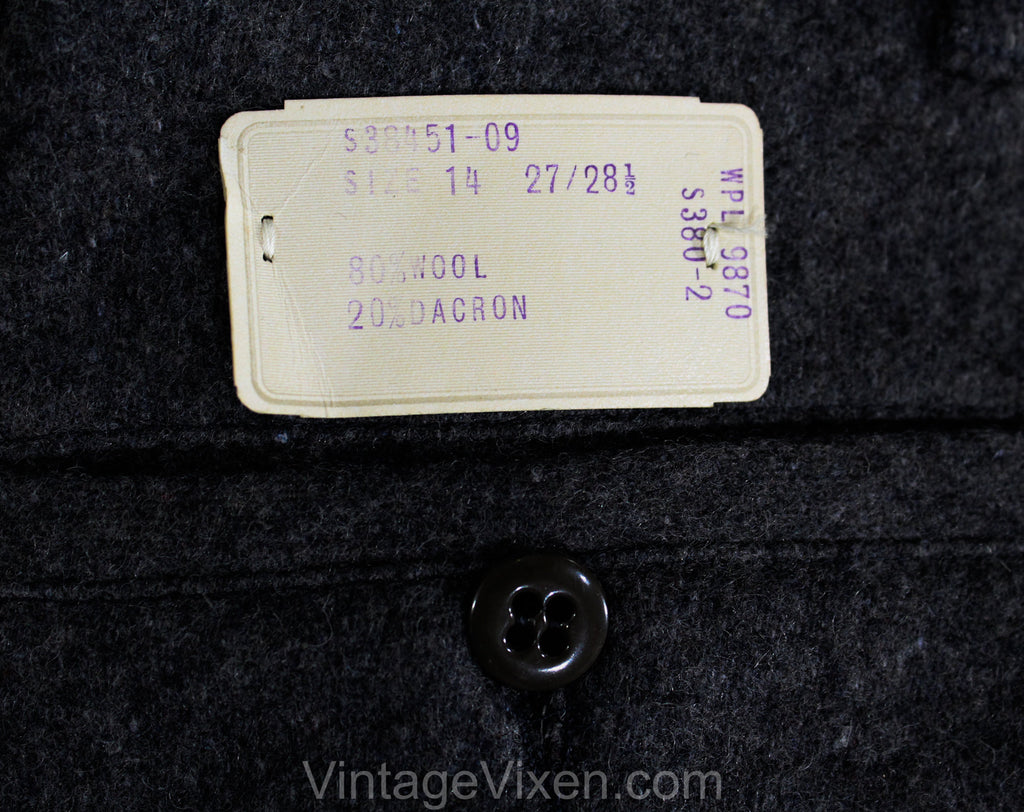 S38451-09
SIZE 14 27/28½
80% WOOL
20% DACRON
WPL 9870
S380-2
VintageVixen.com